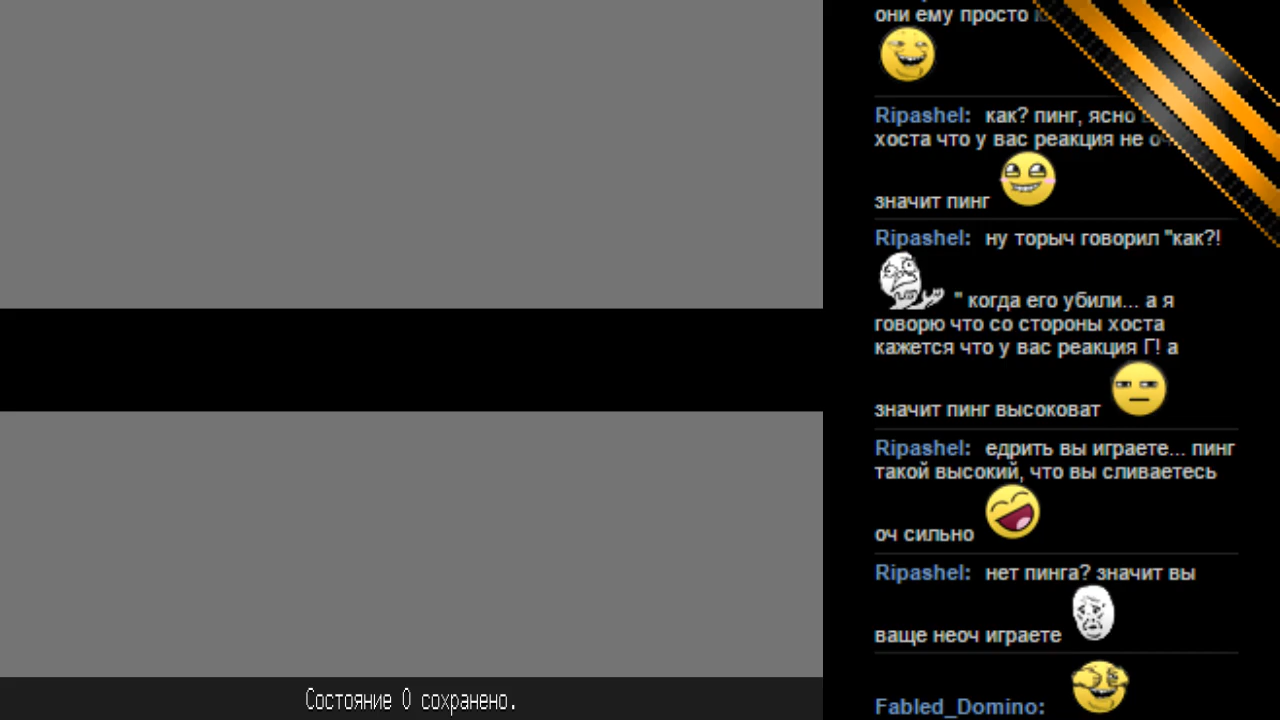 они ему просто
Ripashel: как? пинг, ясно
хоста что у вас реакция не
значит пинг
Ripashel: ну торыч говорил "как?!
" когда его убили... а я
говорю что со стороны хоста
кажется что у вас реакция Г! а
значит пинг высоковат
Ripashel: едрить вы играете... пинг
такой высокий, что вы сливаетесь
оч сильно
Ripashel: нет пинга? значит вы
ваще неоч играете
Fabled_Domino:
Состояние 0 сохранено.